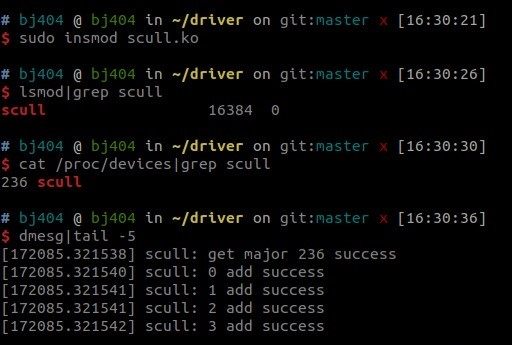 # bj404 @ bj404 in ~/driver on git:master x [16:30:21]
$ sudo insmod scull.ko
# bj404 @ bj404 in ~/driver on git:master x [16:30:26]
$ lsmod|grep scull
scull                  16384  0
# bj404 @ bj404 in ~/driver on git:master x [16:30:30]
$ cat /proc/devices|grep scull
236 scull
# bj404 @ bj404 in ~/driver on git:master x [16:30:36]
$ dmesg|tail -5
[172085.321538] scull: get major 236 success
[172085.321540] scull: 0 add success
[172085.321541] scull: 1 add success
[172085.321541] scull: 2 add success
[172085.321542] scull: 3 add success